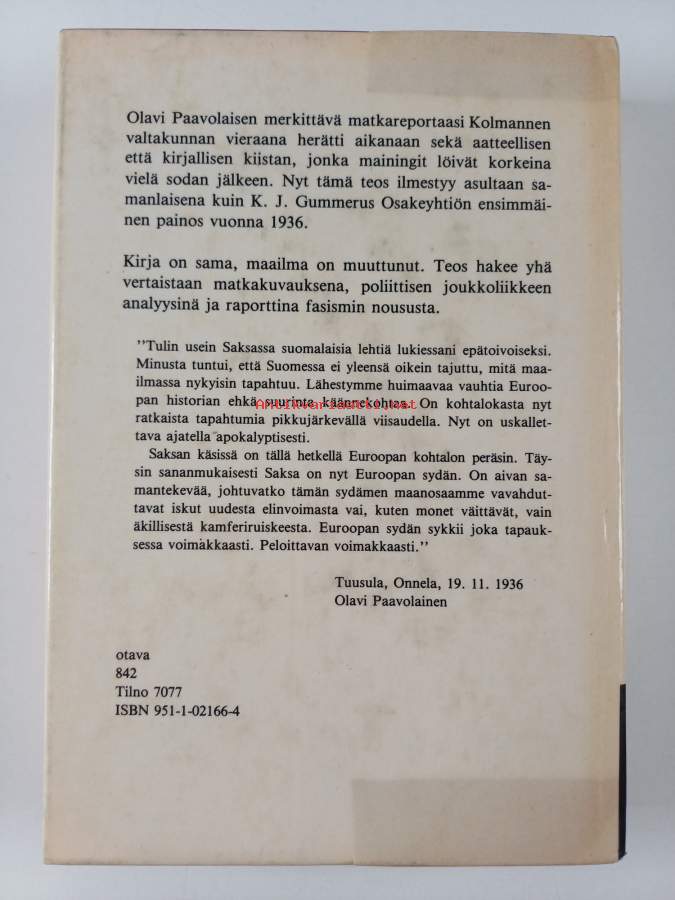 Olavi Paavolaisen merkittävä matkareportaasi Kolmannen
valtakunnan vieraana herätti aikanaan sekä aatteellisen
että kirjallisen kiistan, jonka mainingit löivät korkeina
vielä sodan jälkeen. Nyt tämä teos ilmestyy asultaan sa-
manlaisena kuin K. J. Gummerus Osakeyhtiön ensimmäi-
nen painos vuonna 1936.
Kirja on sama, maailma on muuttunut. Teos hakee yhä
vertaistaan matkakuvauksena, poliittisen joukkoliikkeen
analyysinä ja raporttina fasismin noususta.
"Tulin usein Saksassa suomalaisia lehtiä lukiessani epätoivoiseksi.
Minusta tuntui, että Suomessa ei yleensä oikein tajuttu, mitä maa-
ilmassa nykyisin tapahtuu. Lähestymme huimaavaa vauhtia Euroo-
pan historian ehkä suurinta käännekohtaa. On kohtalokasta nyt
Antikvariaatti.net
ratkaista tapahtumia pikkujärkevällä viisaudella. Nyt on uskallet-
tava ajatella apokalyptisesti.
Saksan käsissä on tällä hetkellä Euroopan kohtalon peräsin. Täy-
sin sananmukaisesti Saksa on nyt Euroopan sydän. On aivan sa-
mantekevää, johtuvatko tämän sydämen maanosaamme vavahdut-
tavat iskut uudesta elinvoimasta vai, kuten monet väittävät, vain
äkillisestä kamferiruiskeesta. Euroopan sydän sykkii joka tapauk-
sessa voimakkaasti. Peloittavan voimakkaasti."
Tuusula, Onnela, 19. 11. 1936
Olavi Paavolainen
otava
842
Tilno 7077
ISBN 951-1-02166-4